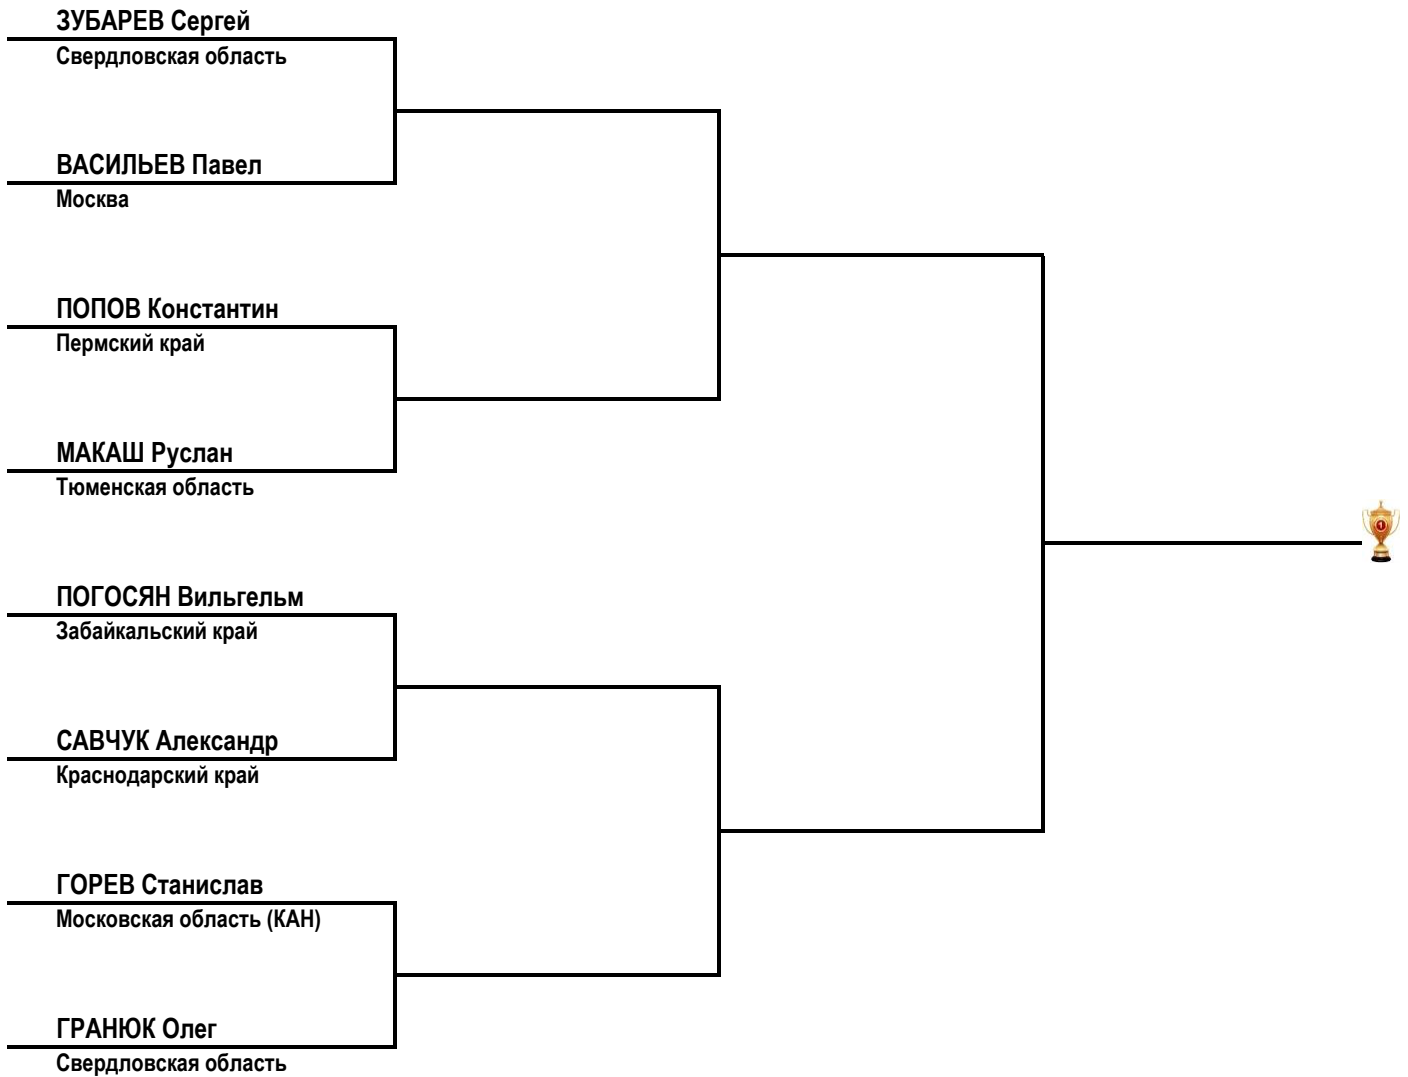 ЗУБАРЕВ Сергей
Свердловская область
ВАСИЛЬЕВ Павел
Москва
ПОПОВ Константин
Пермский край
МАКАШ Руслан
Тюменская область
1
ПОГОСЯН Вильгельм
Забайкальский край
САВЧУК Александр
Краснодарский край
ГОРЕВ Станислав
Московская область (КАН)
ГРАНЮК Олег
Свердловская область